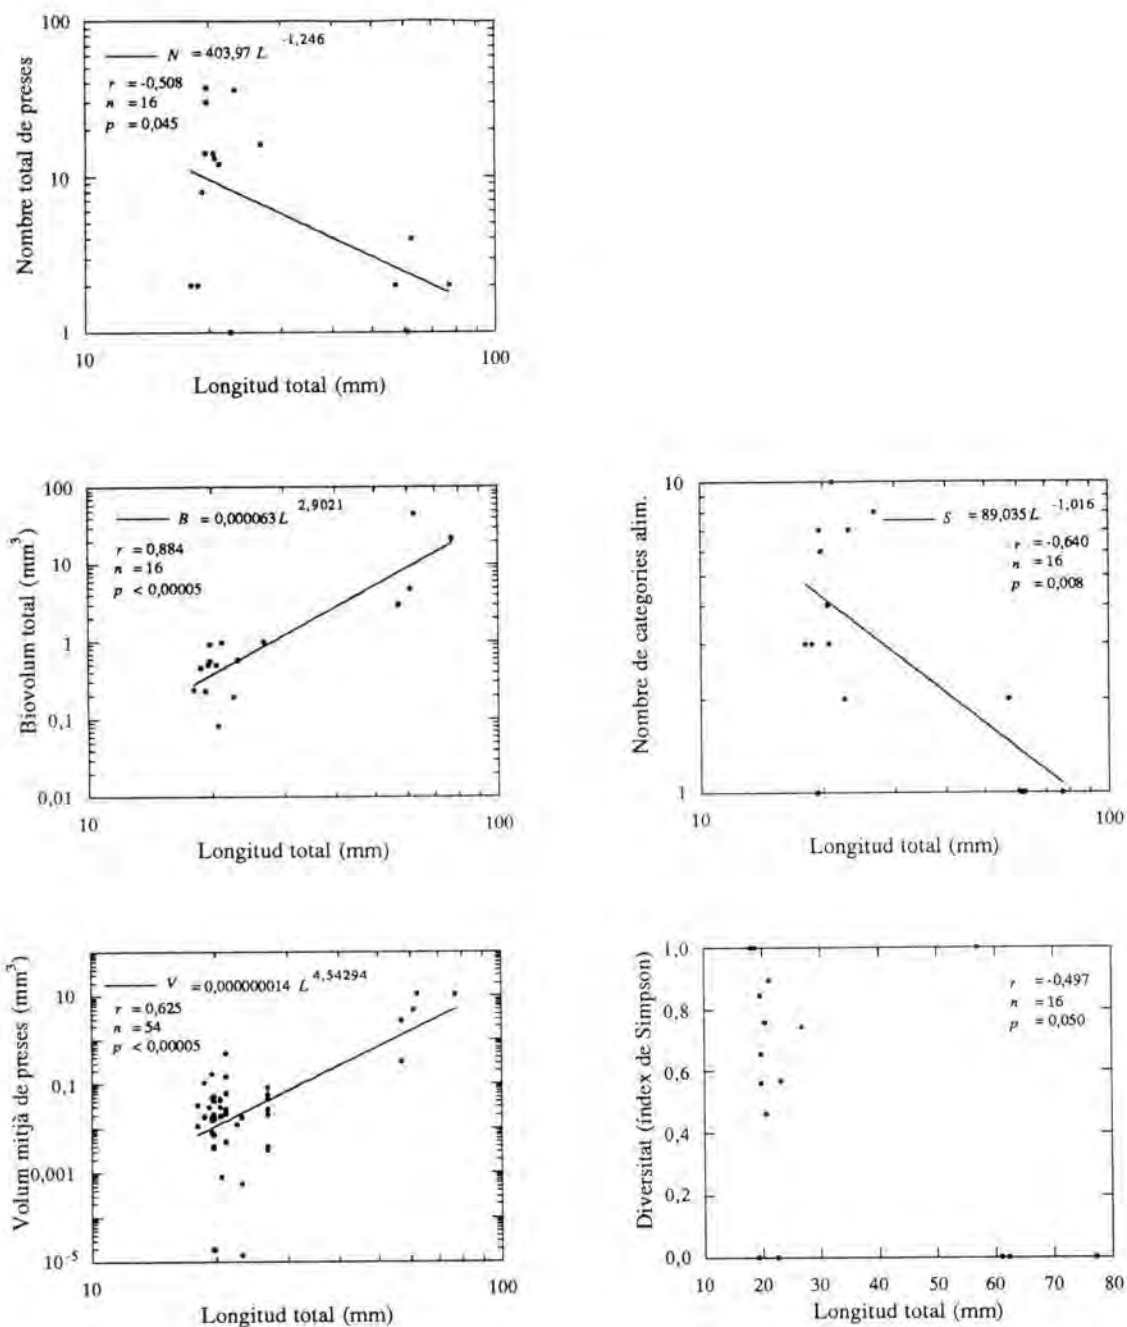 Nombre total de preses
100
10
1
N = 403,97 L -1,246
r = -0,508
n = 16
p = 0,045
10 100
Longitud total (mm)
Biovolum total (mm3)
100
10
1
0,1
0,01
B = 0,000063 L 2,9021
r = 0,884
n = 16
p < 0,00005
10 100
Longitud total (mm)
Nombre de categories alim.
10
1
S = 89,035 L -1,016
r = -0,640
n = 16
p = 0,008
10 100
Longitud total (mm)
Volum mitjà de preses (mm3)
10
0,1
0,001
10-5
V = 0,000000014 L 4,54294
r = 0,625
n = 54
p < 0,00005
10 100
Longitud total (mm)
Diversitat (índex de Simpson)
1,0
0,8
0,6
0,4
0,2
0,0
r = -0,497
n = 16
p = 0,050
10 20 30 40 50 60 70 80
Longitud total (mm)